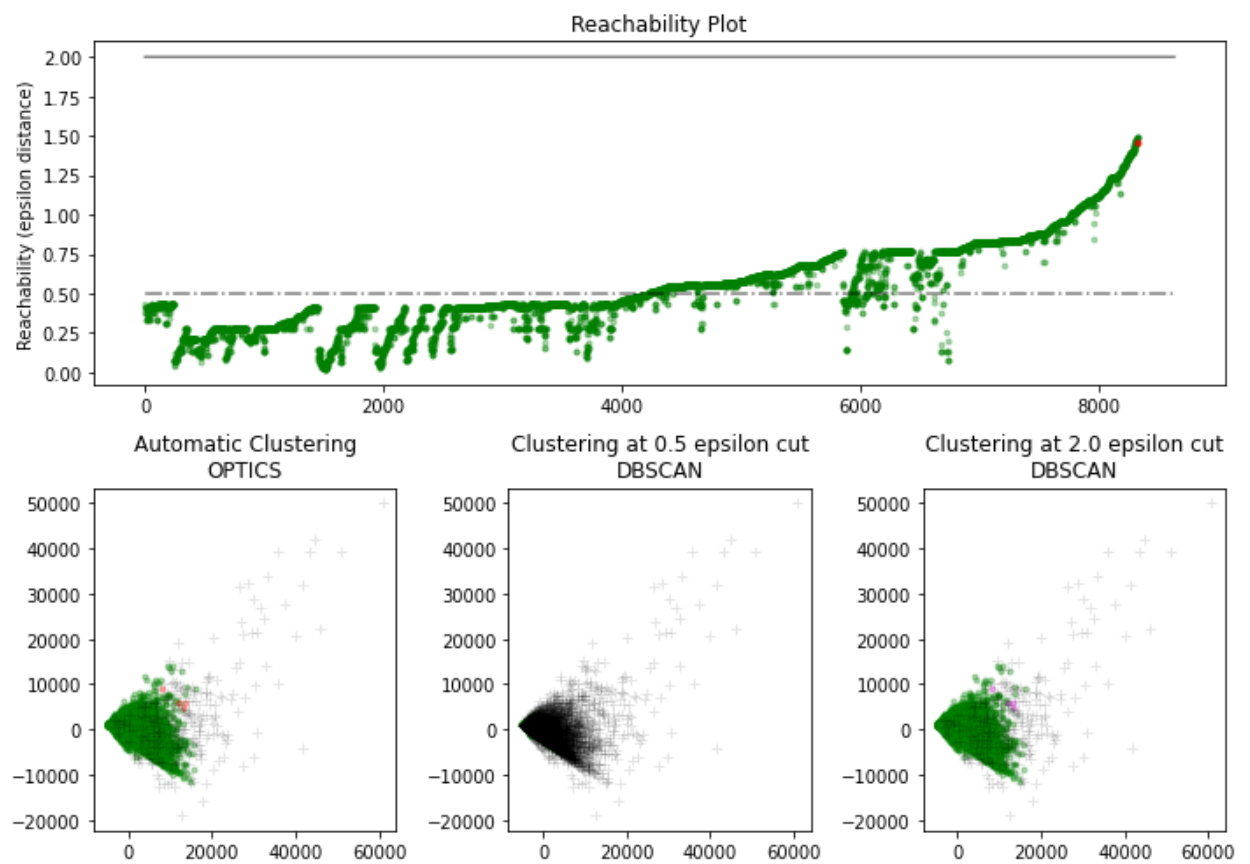 Reachability Plot
Reachability (epsilon distance)
2.00
1.75
1.50
1.25
1.00
0.75
0.50
0.25
0.00
0 2000 4000 6000 8000
Automatic Clustering
OPTICS
50000
40000
30000
20000
10000
0
−10000
−20000
0 20000 40000 60000
Clustering at 0.5 epsilon cut
DBSCAN
50000
40000
30000
20000
10000
0
−10000
−20000
0 20000 40000 60000
Clustering at 2.0 epsilon cut
DBSCAN
50000
40000
30000
20000
10000
0
−10000
−20000
0 20000 40000 60000